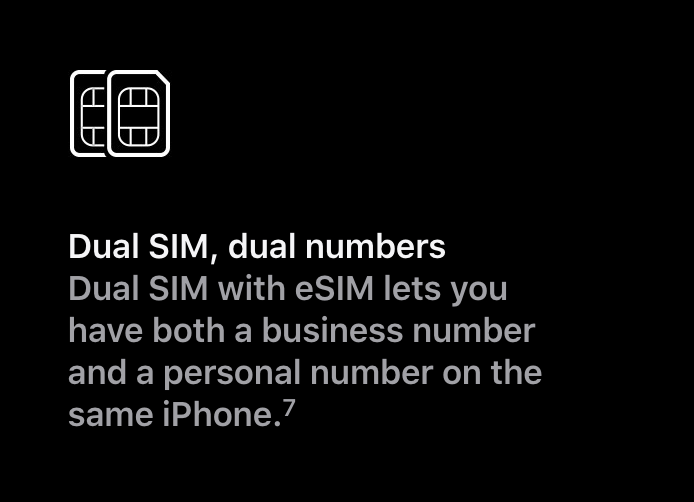 Dual SIM, dual numbers
Dual SIM with eSIM lets you
have both a business number
and a personal number on the
same iPhone.⁷